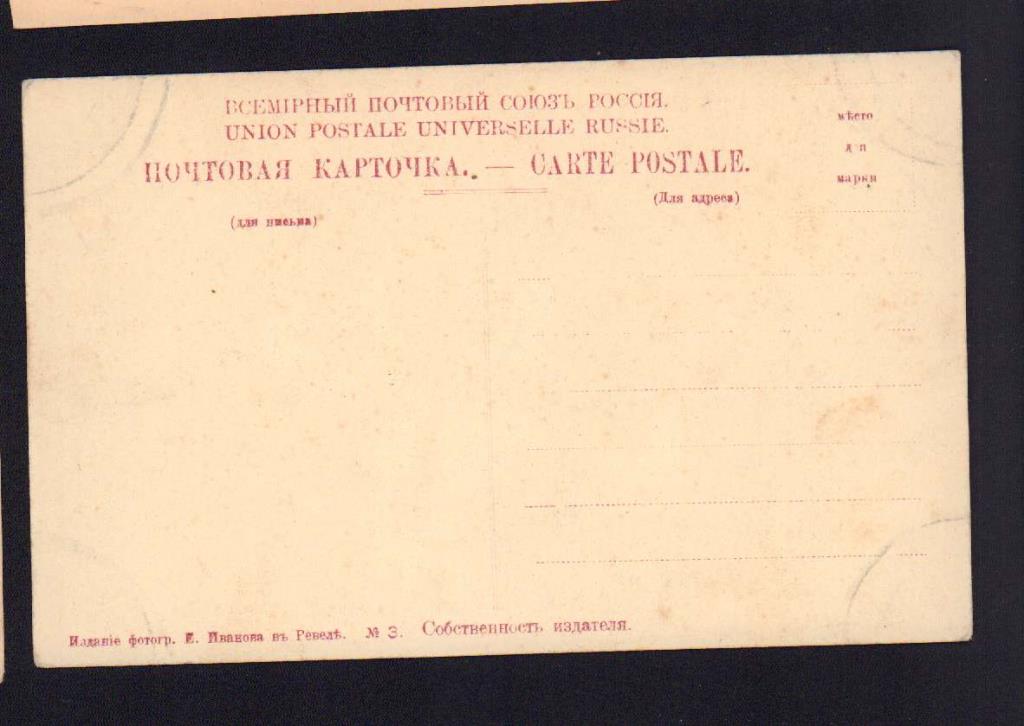 ВСЕМІРНЫЙ ПОЧТОВЫЙ СОЮЗЪ РОССІЯ.
UNION POSTALE UNIVERSELLE RUSSIE.
ПОЧТОВАЯ КАРТОЧКА. — CARTE POSTALE.
мѣсто
для
марки
(для письма)
(Для адреса)
Изданіе фотогр. Иванова въ Ревелѣ. № 3. Собственность издателя.